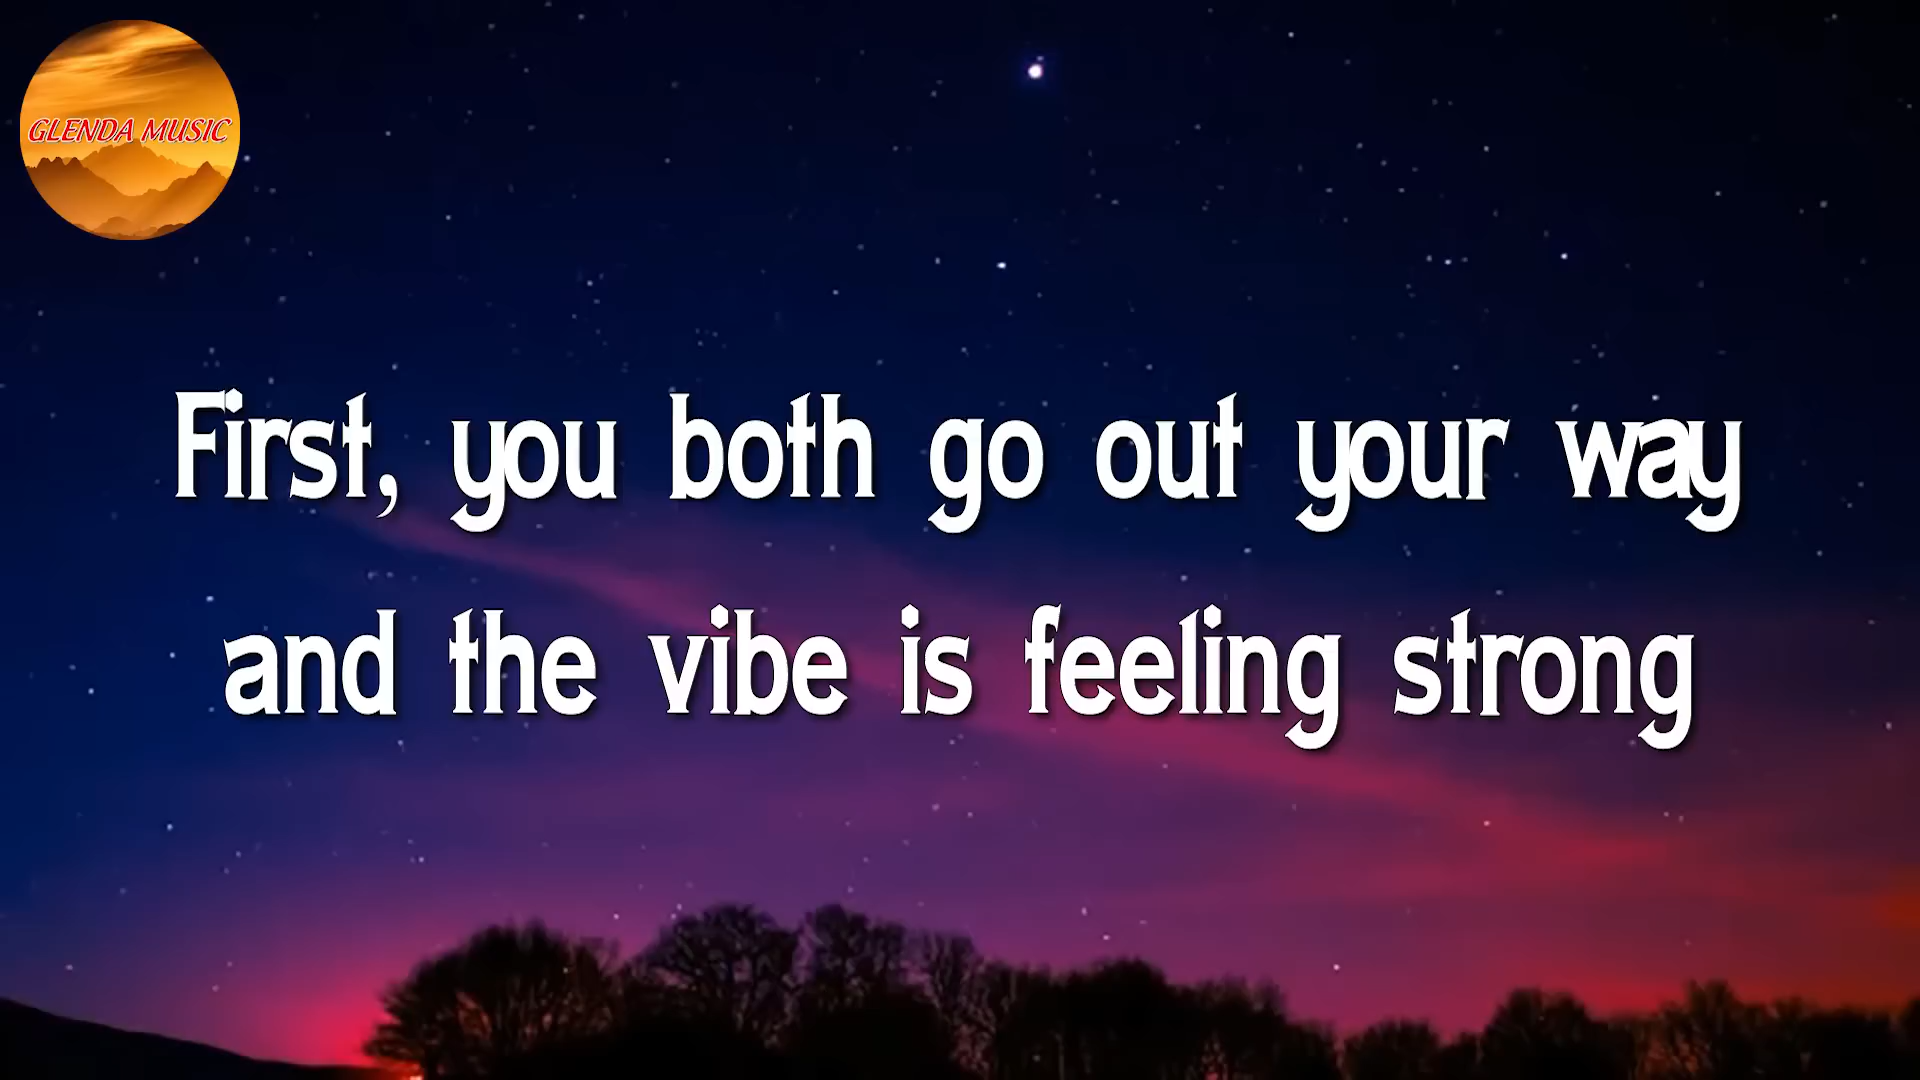 GLENDA MUSIC
First, you both go out your way
and the vibe is feeling strong